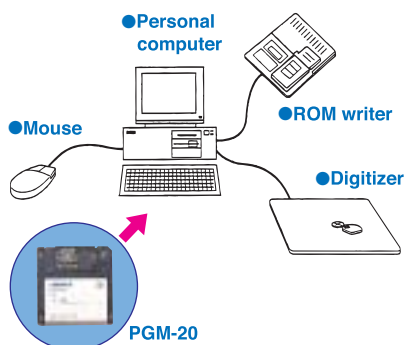 ●Personal
computer
●ROM writer
●Mouse
●Digitizer
PGM-20